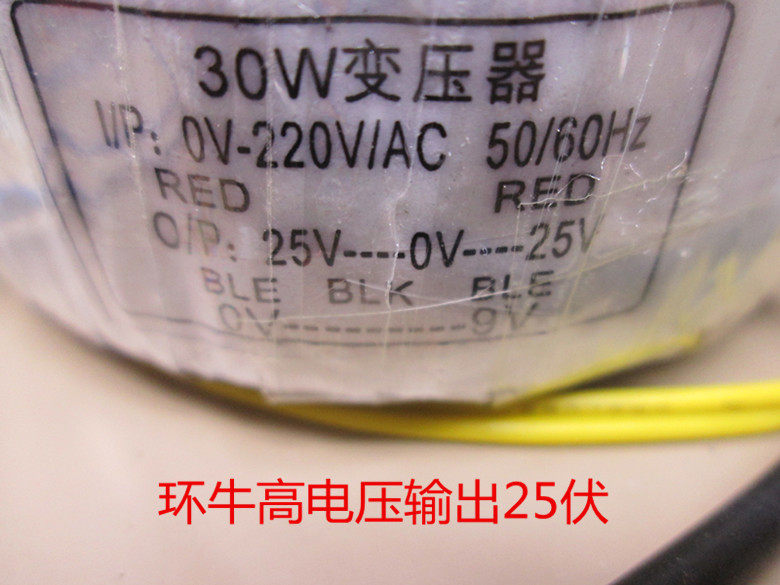 30W变压器
I/P: 0V-220V/AC 50/60Hz
RED RED
O/P: 25V----0V----25V
BLE BLK BLE
0V---------9V
环牛高电压输出25伏